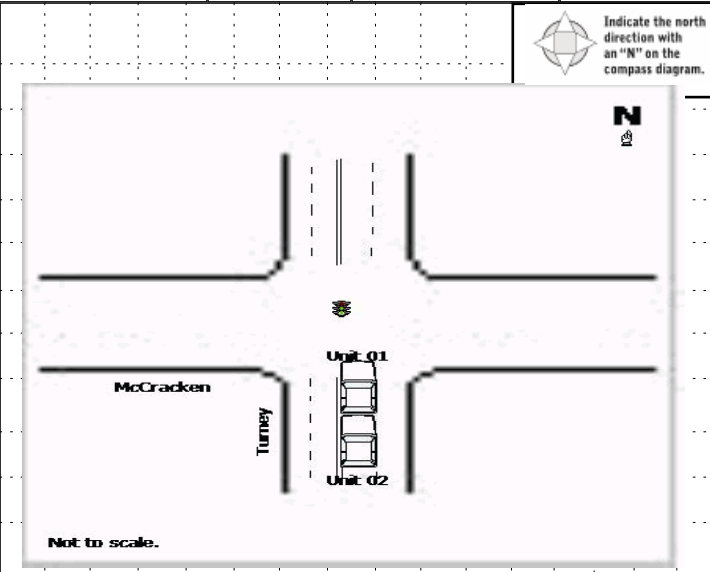 Indicate the north
direction with
an “N” on the
compass diagram.
N
Unit 01
McCracken
Turney
Unit 02
Not to scale.